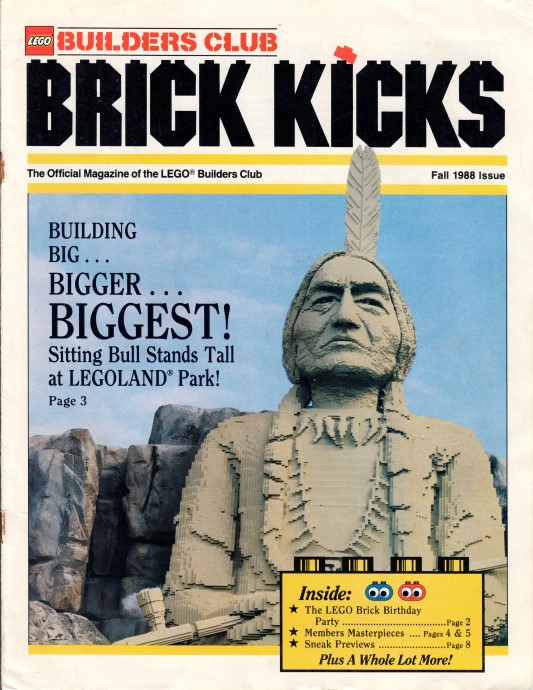 LEGO BUILDERS CLUB
BRICK KICKS
The Official Magazine of the LEGO® Builders Club Fall 1988 Issue
BUILDING
BIG . . .
BIGGER . . .
BIGGEST!
Sitting Bull Stands Tall
at LEGOLAND® Park!
Page 3
Inside:
★ The LEGO Brick Birthday
Party ..............................Page 2
★ Members Masterpieces .... Pages 4 & 5
★ Sneak Previews ....................Page 8
Plus A Whole Lot More!